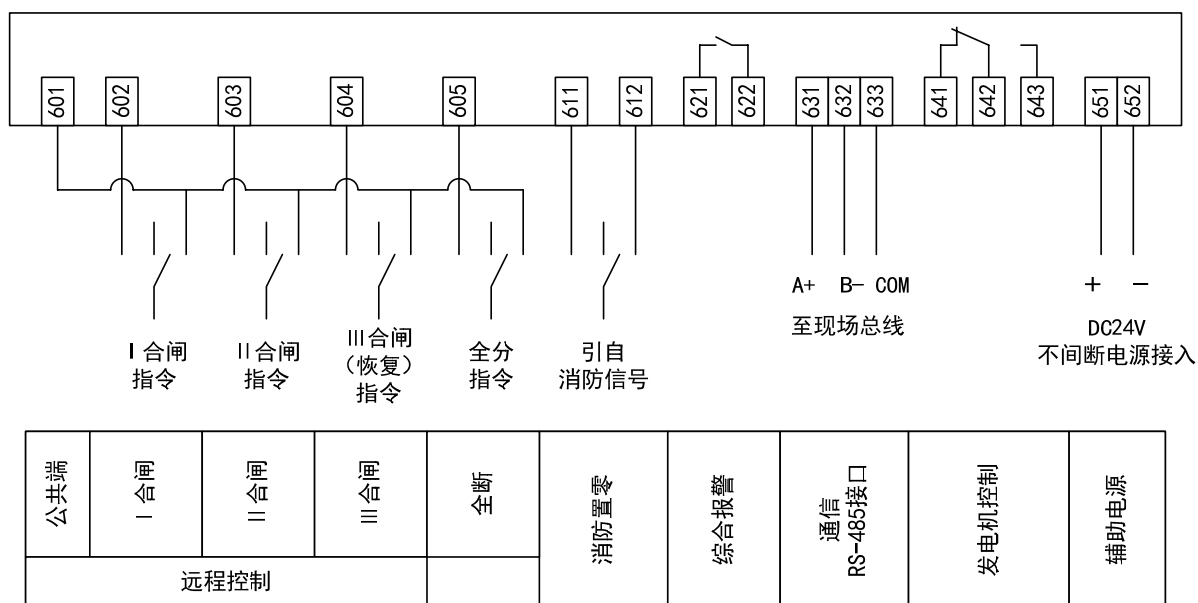 601 602 603 604 605 611 612 621 622 631 632 633 641 642 643 651 652
A+ B- COM
至现场总线
+ −
DC24V
不间断电源接入
I 合闸
指令
II合闸
指令
III合闸
（恢复）
指令
全分
指令
引自
消防信号
公共端
I 合闸
II合闸
III合闸
全断
消防置零
综合报警
通信
RS-485接口
发电机控制
辅助电源
远程控制